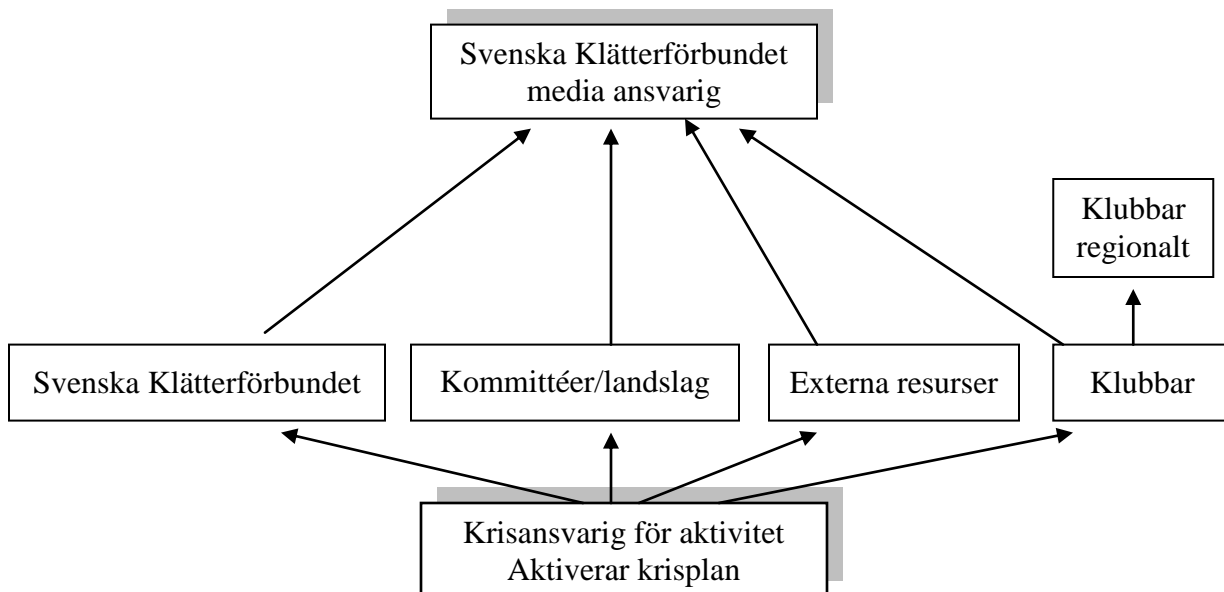 Svenska Klätterförbundet
media ansvarig
Klubbar
regionalt
Svenska Klätterförbundet
Kommittéer/landslag
Externa resurser
Klubbar
Krisansvarig för aktivitet
Aktiverar krisplan